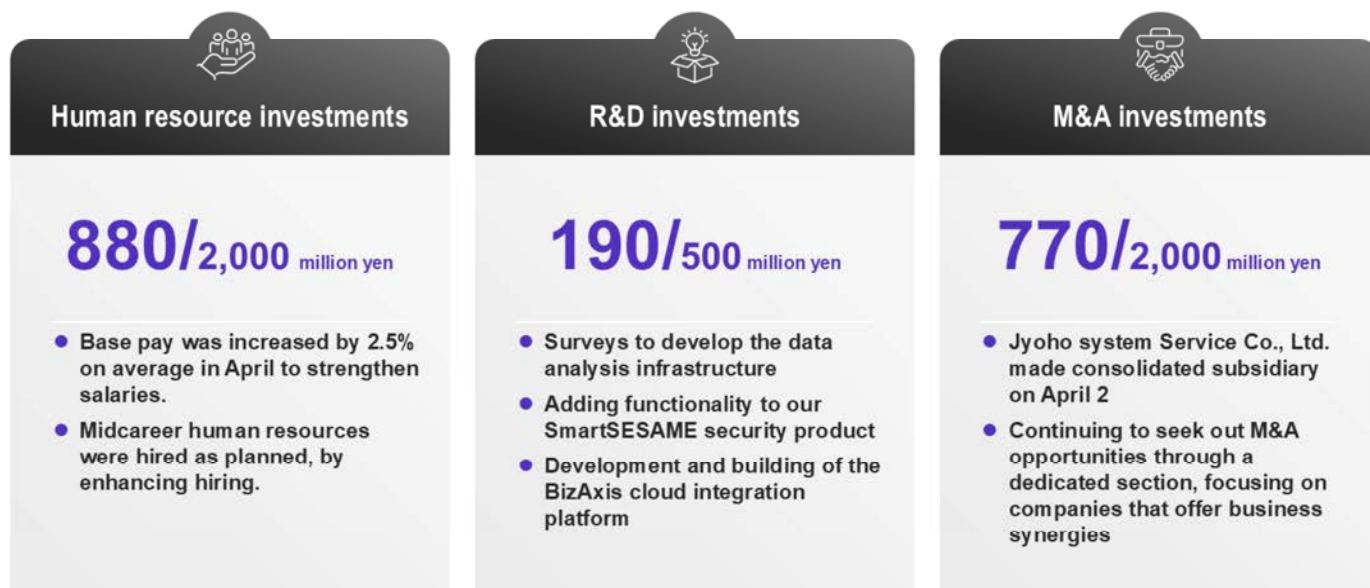 Human resource investments
880/2,000 million yen
● Base pay was increased by 2.5%
on average in April to strengthen
salaries.
● Midcareer human resources
were hired as planned, by
enhancing hiring.
R&D investments
190/500 million yen
● Surveys to develop the data
analysis infrastructure
● Adding functionality to our
SmartSESAME security product
● Development and building of the
BizAxis cloud integration
platform
M&A investments
770/2,000 million yen
● Jyoho system Service Co., Ltd.
made consolidated subsidiary
on April 2
● Continuing to seek out M&A
opportunities through a
dedicated section, focusing on
companies that offer business
synergies